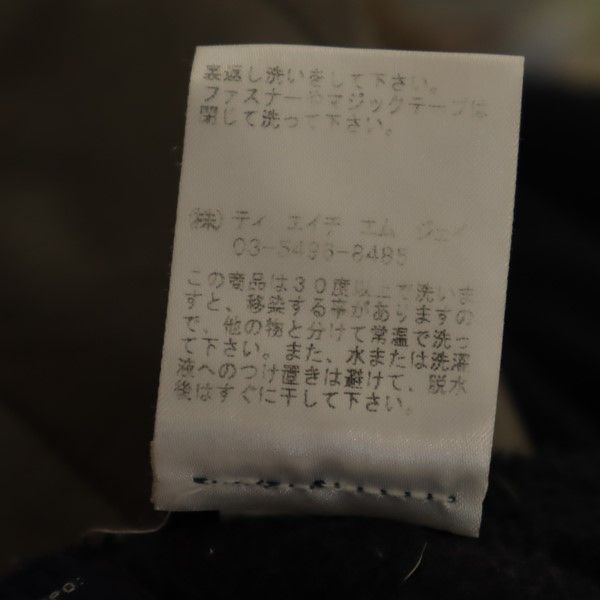 裏返し洗いをして下さい。
ファスナーやマジックテープは
閉じて洗って下さい。
(株) ティ エイチ エム ジェイ
03-5496-8485
この商品は30度以上で洗いま
すと、移染する事がありますの
で、他の物と分けて常温で洗っ
て下さい。また、水または洗濯
液へのつけ置きは避けて、脱水
後はすぐに干して下さい。